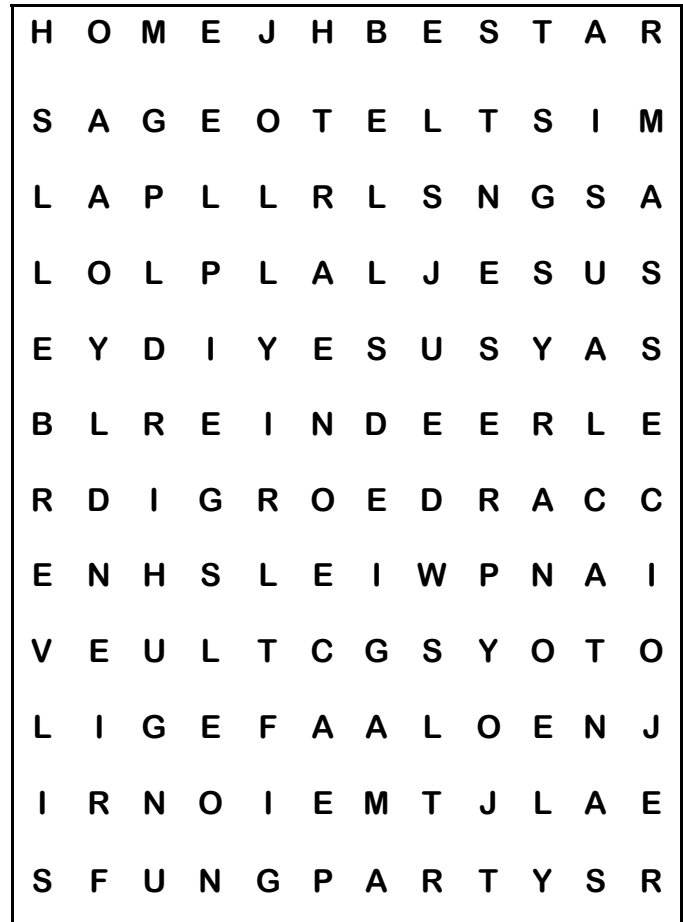 H O M E J H B E S T A R
S A G E O T E L T S I M
L A P L L R L S N G S A
L O L P L A L J E S U S
E Y D I Y E S U S Y A S
B L R E I N D E E R L E
R D I G R O E D R A C C
E N H S L E I W P N A I
V E U L T C G S Y O T O
L I G E F A A L O E N J
I R N O I E M T J L A E
S F U N G P A R T Y S R